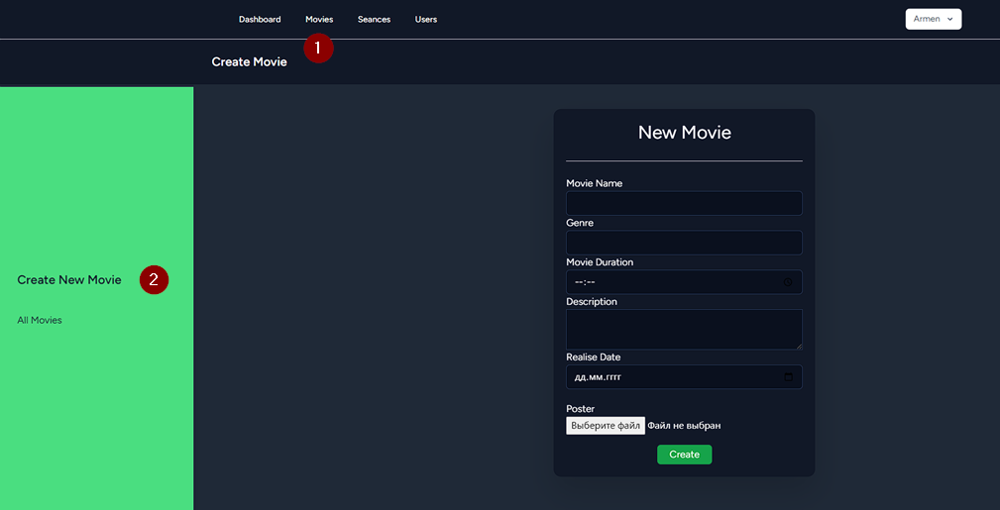 Dashboard Movies Seances Users Armen
1
Create Movie
New Movie
Movie Name
Genre
Movie Duration
--:--
Description
Realise Date
дд.мм.гггг
Poster
Выберите файл Файл не выбран
Create
Create New Movie 2
All Movies